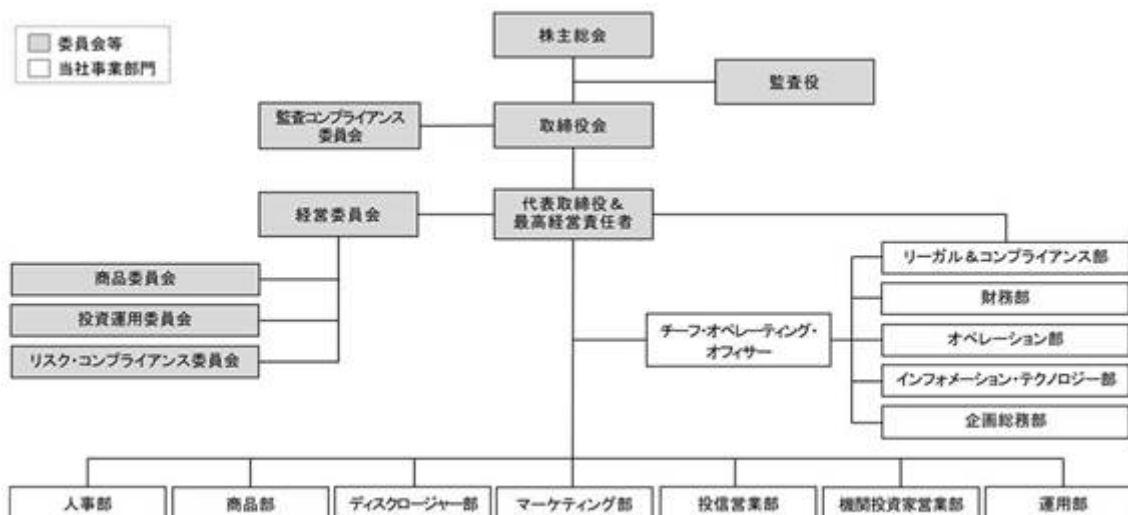 委員会等
当社事業部門
株主総会
監査役
監査コンプライアンス
委員会
取締役会
経営委員会
代表取締役&
最高経営責任者
商品委員会
投資運用委員会
リスク・コンプライアンス委員会
チーフ・オペレーティング・
オフィサー
リーガル&コンプライアンス部
財務部
オペレーション部
インフォメーション・テクノロジー部
企画総務部
人事部
商品部
ディスクロージャー部
マーケティング部
投信営業部
機関投資家営業部
運用部